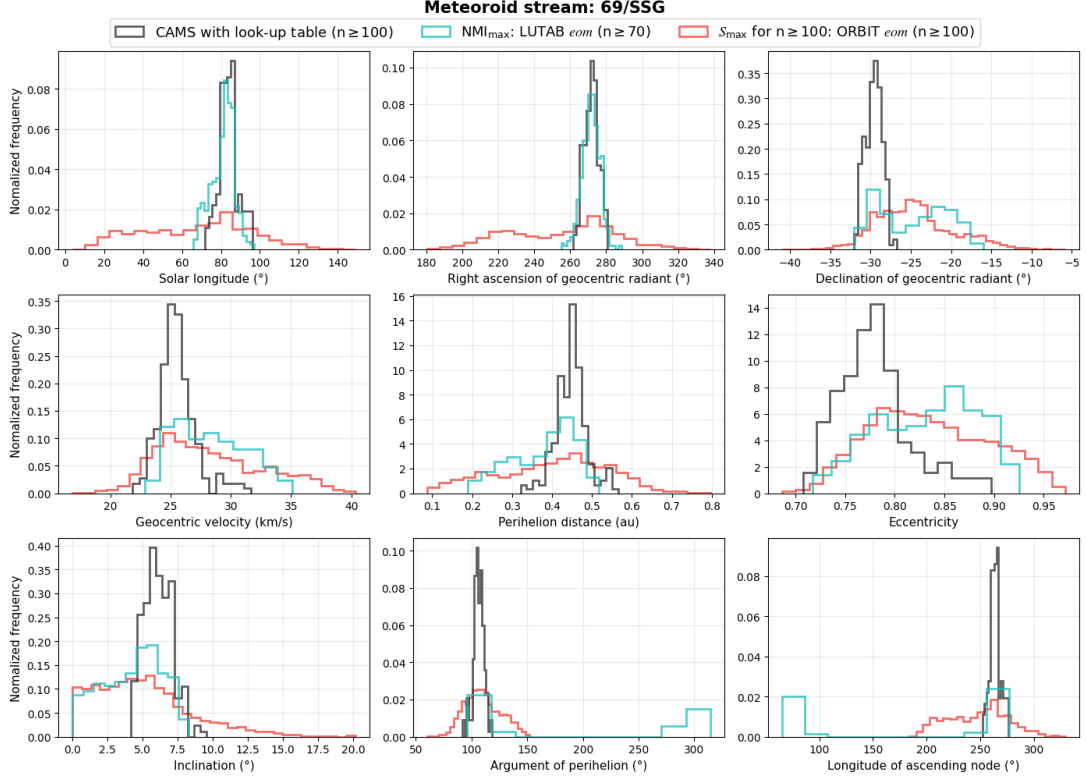 Meteoroid stream: 69/SSG
CAMS with look-up table (n ≥ 100) NMImax: LUTAB eom (n ≥ 70) Smax for n ≥ 100: ORBIT eom (n ≥ 100)
Nomalized frequency
0.00 0.02 0.04 0.06 0.08
0 20 40 60 80 100 120 140
Solar longitude (°)
0.00 0.02 0.04 0.06 0.08 0.10
180 200 220 240 260 280 300 320 340
Right ascension of geocentric radiant (°)
0.00 0.05 0.10 0.15 0.20 0.25 0.30 0.35
−40 −35 −30 −25 −20 −15 −10 −5
Declination of geocentric radiant (°)
Nomalized frequency
0.00 0.05 0.10 0.15 0.20 0.25 0.30 0.35
20 25 30 35 40
Geocentric velocity (km/s)
0 2 4 6 8 10 12 14 16
0.1 0.2 0.3 0.4 0.5 0.6 0.7 0.8
Perihelion distance (au)
0 2 4 6 8 10 12 14
0.70 0.75 0.80 0.85 0.90 0.95
Eccentricity
Nomalized frequency
0.00 0.05 0.10 0.15 0.20 0.25 0.30 0.35 0.40
0.0 2.5 5.0 7.5 10.0 12.5 15.0 17.5 20.0
Inclination (°)
0.00 0.02 0.04 0.06 0.08 0.10
50 100 150 200 250 300
Argument of perihelion (°)
0.00 0.02 0.04 0.06 0.08
100 150 200 250 300
Longitude of ascending node (°)